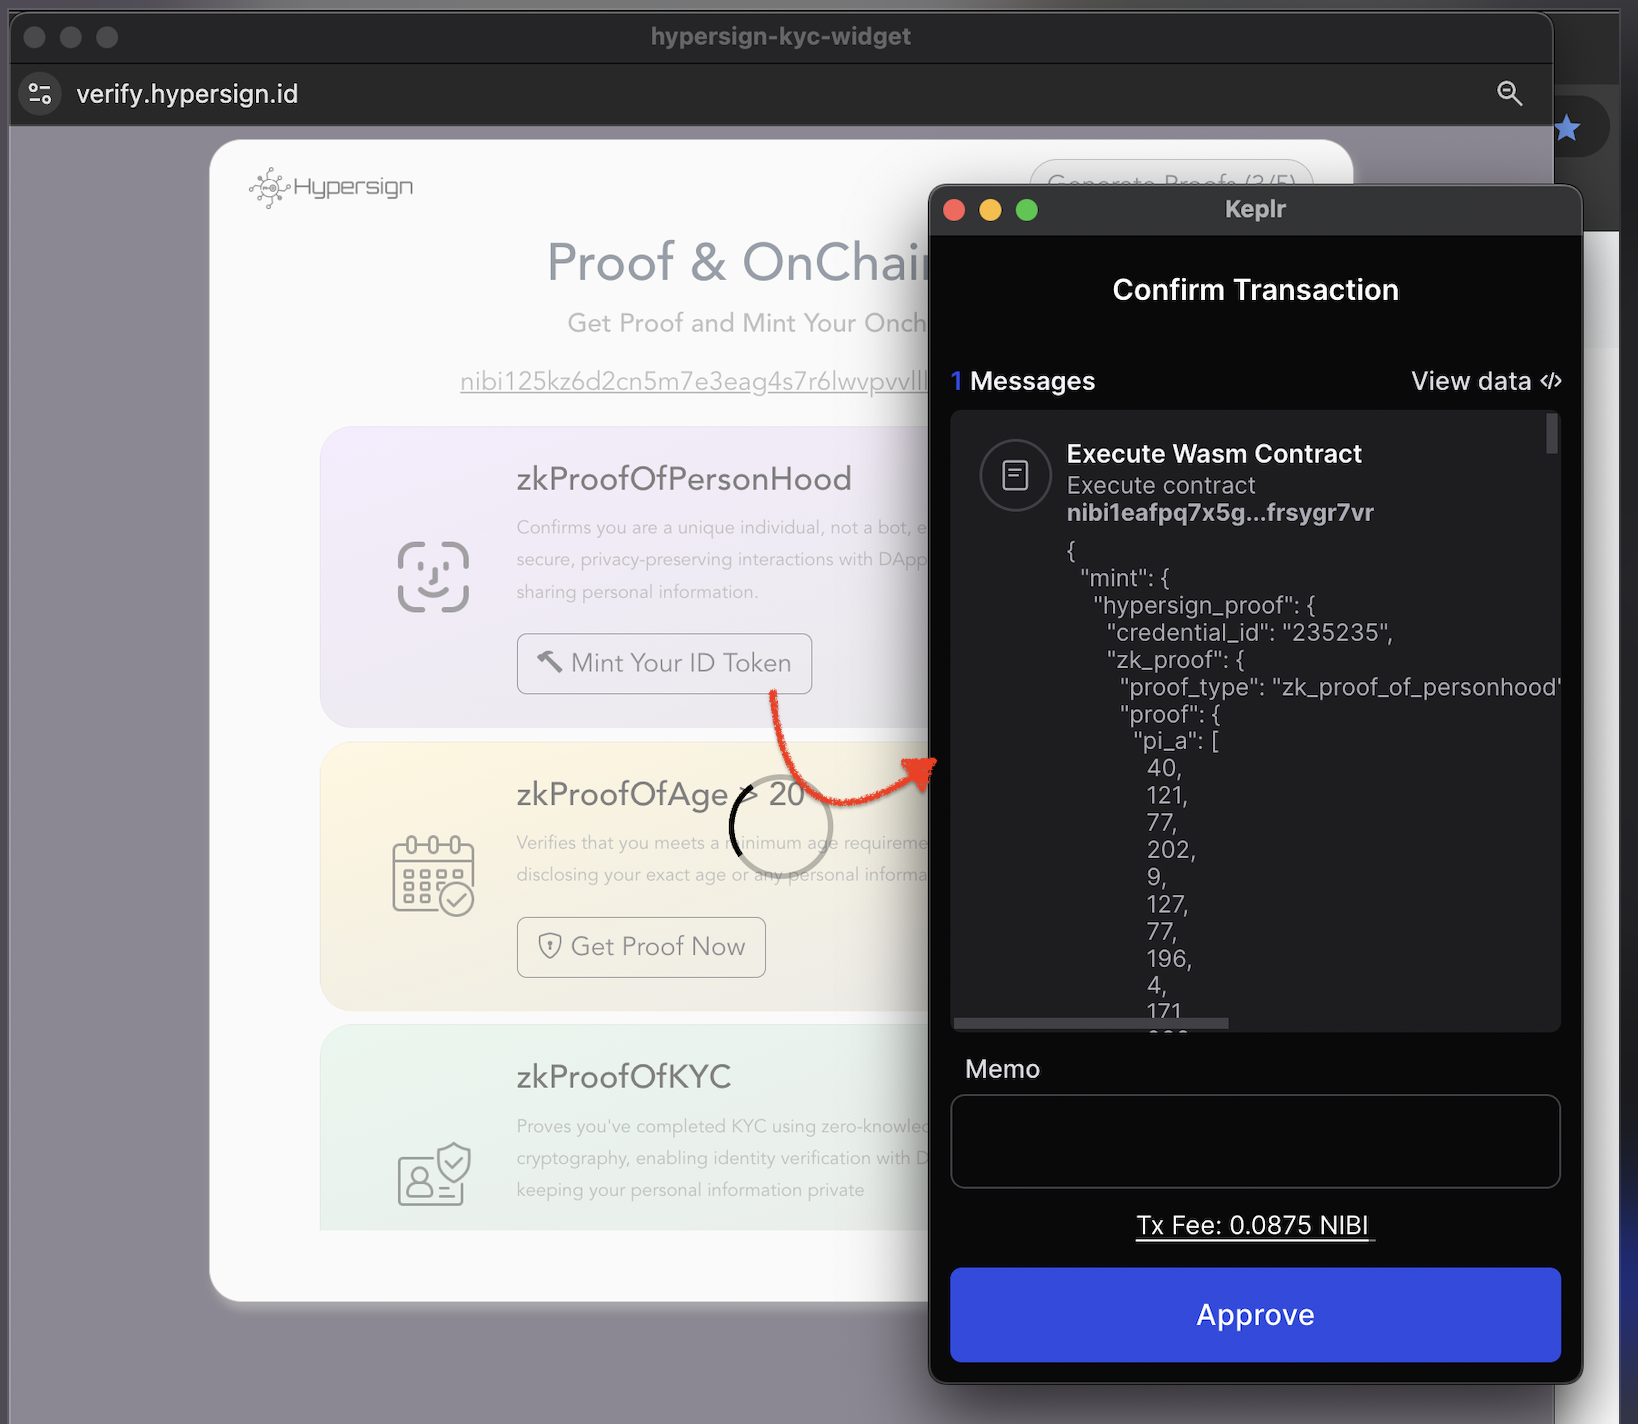 hypersign-kyc-widget
verify.hypersign.id
Hypersign
Generate Proofs (3/5)
Proof & OnChai
Get Proof and Mint Your Onch
nibi125kz6d2cn5m7e3eag4s7r6lwvpvvlll
zkProofOfPersonHood
Confirms you are a unique individual, not a bot, e
secure, privacy-preserving interactions with DApp
sharing personal information.
Mint Your ID Token
zkProofOfAge > 20
Verifies that you meets a minimum age requireme
disclosing your exact age or any personal informa
Get Proof Now
zkProofOfKYC
Proves you've completed KYC using zero-knowled
cryptography, enabling identity verification with D
keeping your personal information private
Keplr
Confirm Transaction
1 Messages
View data </>
Execute Wasm Contract
Execute contract
nibi1eafpq7x5g...frsygr7vr
{
"mint": {
"hypersign_proof": {
"credential_id": "235235",
"zk_proof": {
"proof_type": "zk_proof_of_personhood"
"proof": {
"pi_a": [
40,
121,
77,
202,
9,
127,
77,
196,
4,
171
Memo
Tx Fee: 0.0875 NIBI
Approve